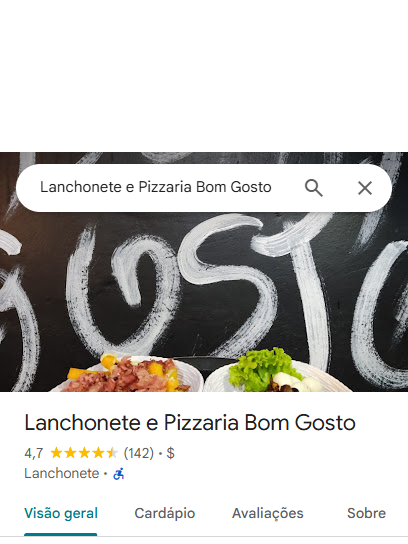 Lanchonete e Pizzaria Bom Gosto
GOSTO
Lanchonete e Pizzaria Bom Gosto
4,7 (142) · $
Lanchonete ·
Visão geral Cardápio Avaliações Sobre